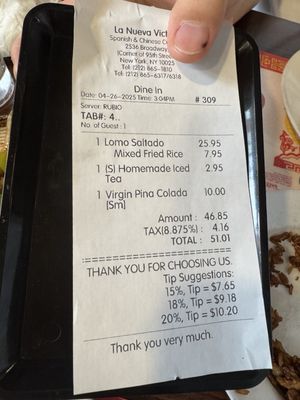 La Nueva Vict
Spanish & Chinese C
2536 Broadway
(Corner of 95th Street
New York, NY 10025
Tel: (212) 865-1810
Tel: (212) 865-6317/6318
Dine In
Date: 04-26-2025 Time: 3:04PM # 309
Server: RUBIO
TAB#: 4..
No. of Guest : 1
1 Lomo Saltado 25.95
Mixed Fried Rice 7.95
1 (S) Homemade Iced 2.95
Tea
1 Virgin Pina Colada 10.00
[Sm]
Amount : 46.85
TAX(8.875%) : 4.16
TOTAL : 51.01
THANK YOU FOR CHOOSING US.
Tip Suggestions:
15%, Tip = $7.65
18%, Tip = $9.18
20%, Tip = $10.20
Thank you very much.